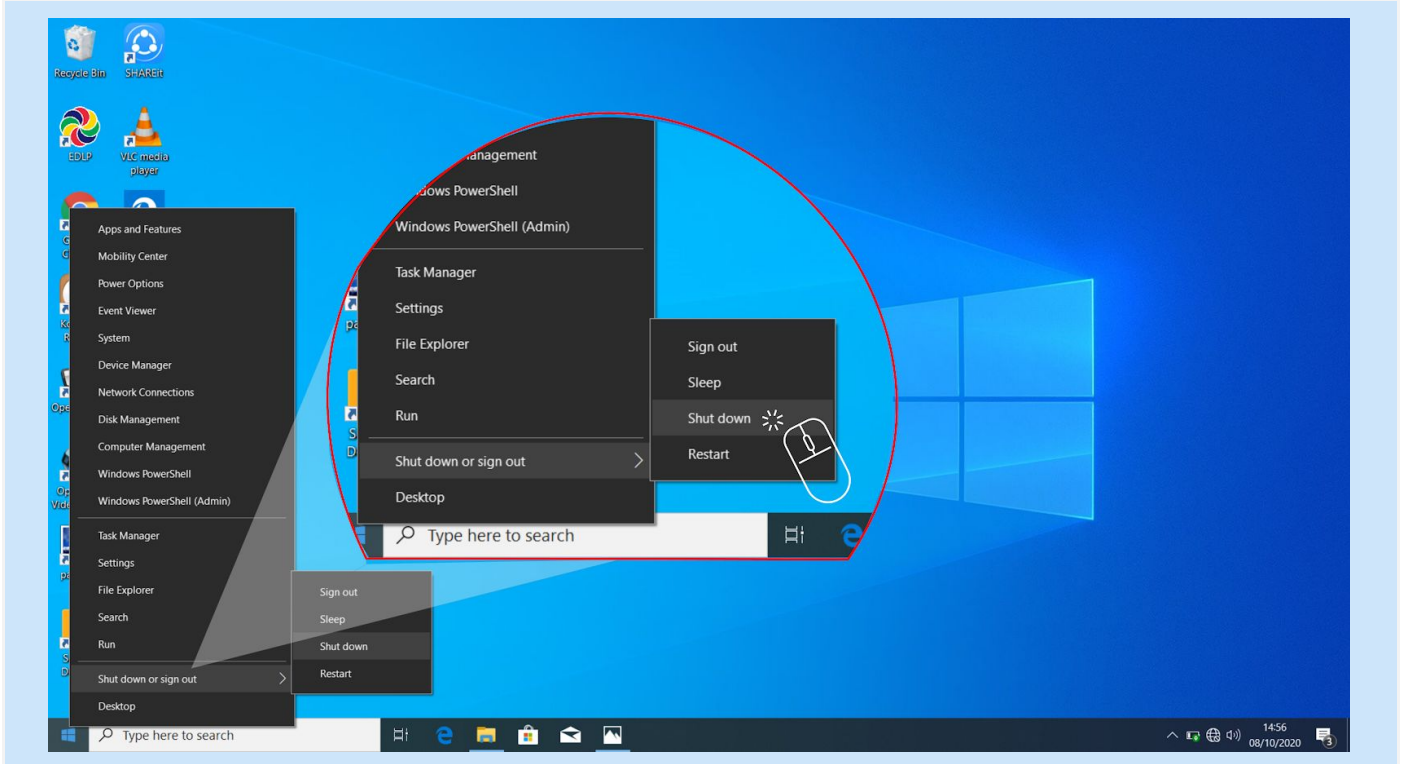 Recycle Bin
SHAREit
EDLP
VLC media
player
Apps and Features
Mobility Center
Power Options
Event Viewer
System
Device Manager
Network Connections
Disk Management
Computer Management
Windows PowerShell
Windows PowerShell (Admin)
Task Manager
Settings
File Explorer
Search
Run
Shut down or sign out
Desktop
Sign out
Sleep
Shut down
Restart
Type here to search
anagement
dows PowerShell
Windows PowerShell (Admin)
Task Manager
Settings
File Explorer
Search
Run
Shut down or sign out
Desktop
Sign out
Sleep
Shut down
Restart
Type here to search
14:56
08/10/2020
3